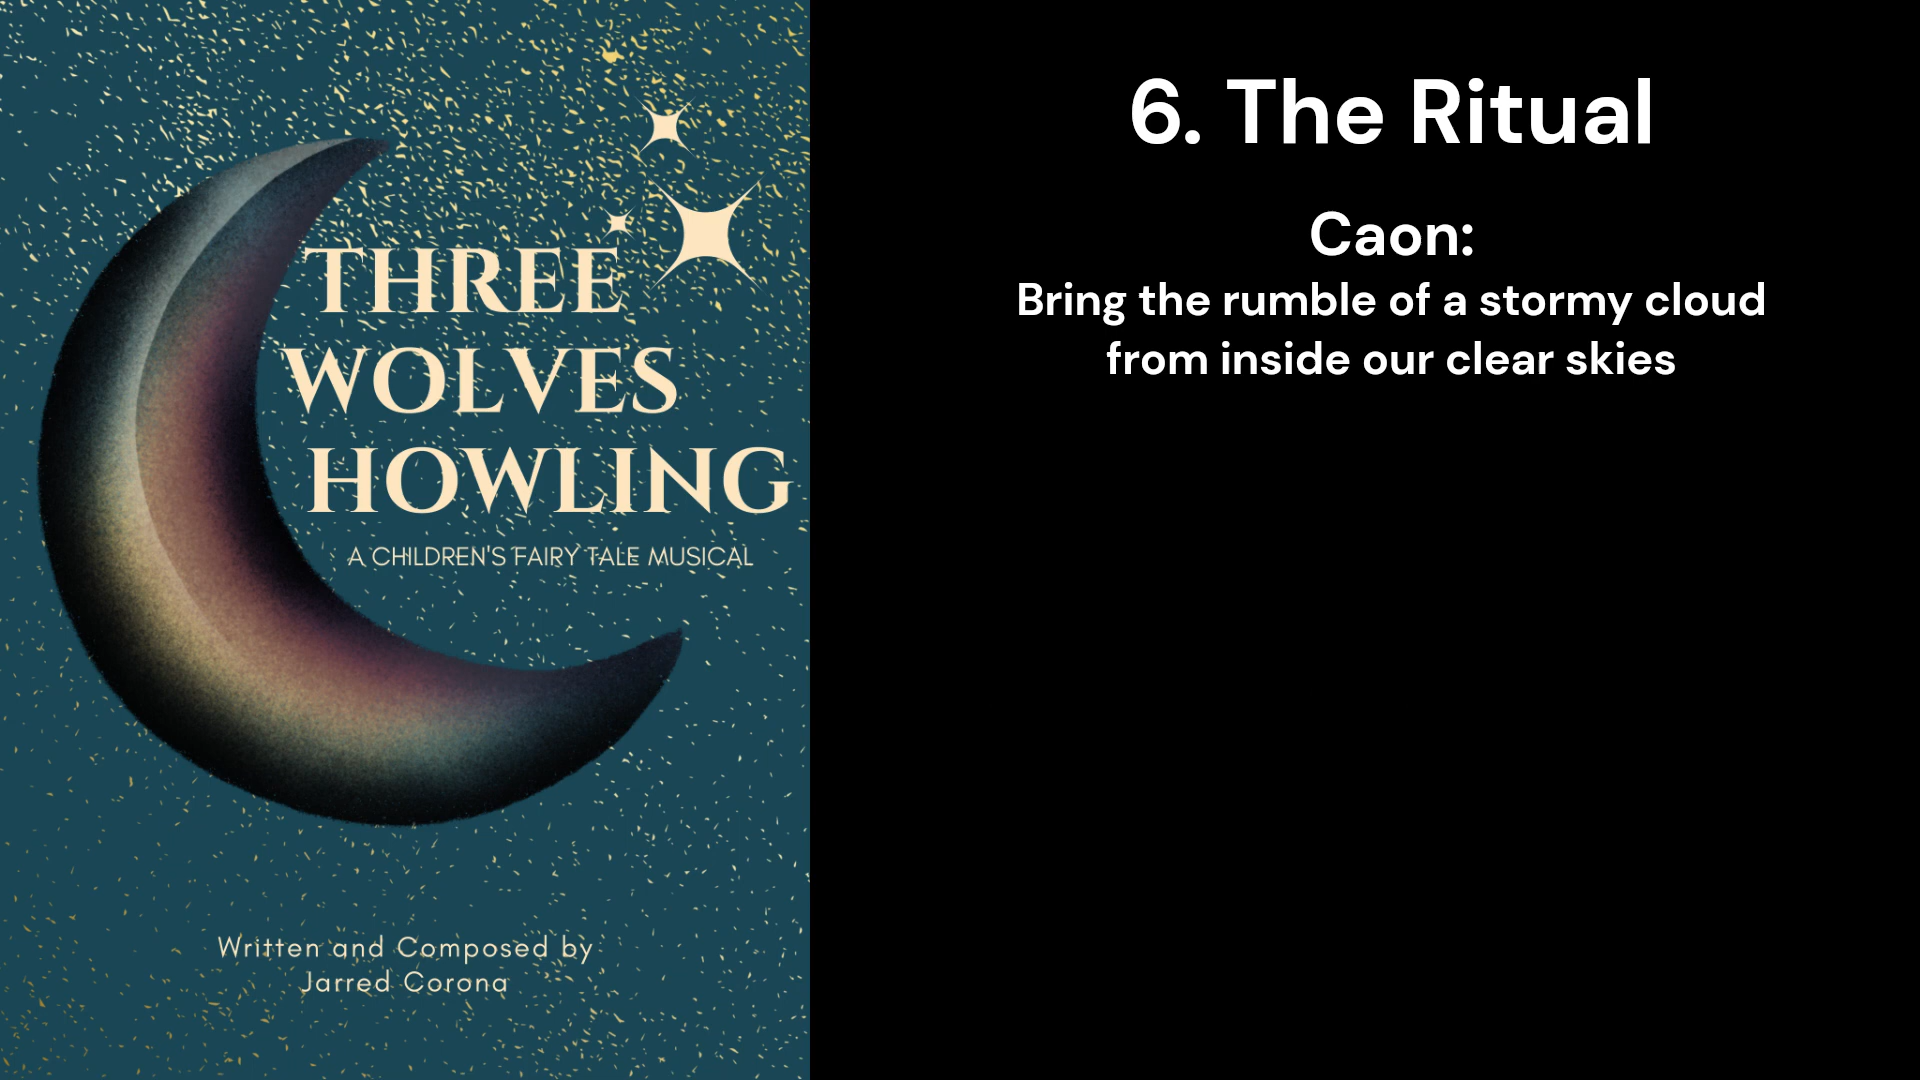 THREE
WOLVES
HOWLING
A CHILDREN'S FAIRY TALE MUSICAL
Written and Composed by
Jarred Corona
6. The Ritual
Caon:
Bring the rumble of a stormy cloud
from inside our clear skies